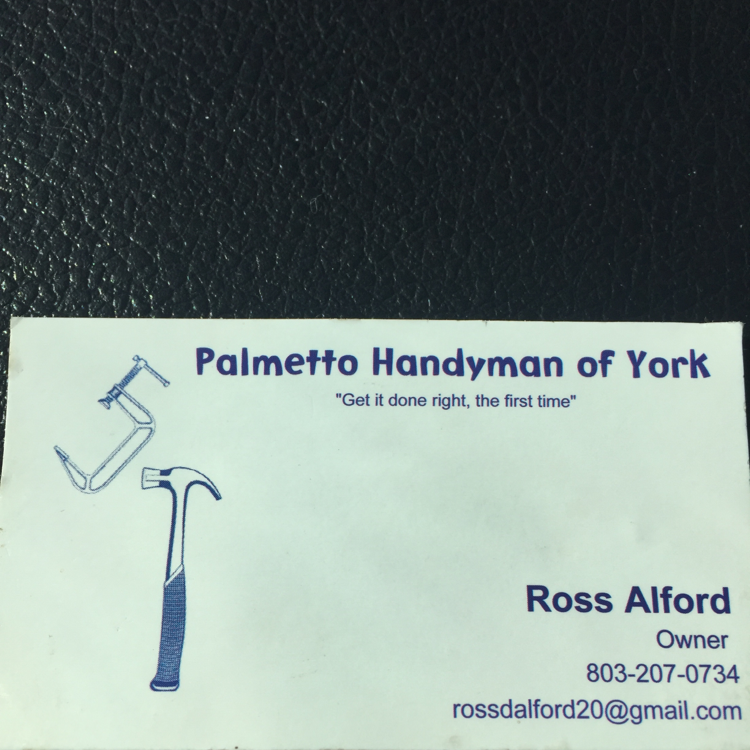 Palmetto Handyman of York
"Get it done right, the first time"
Ross Alford
Owner
803-207-0734
rossdalford20@gmail.com